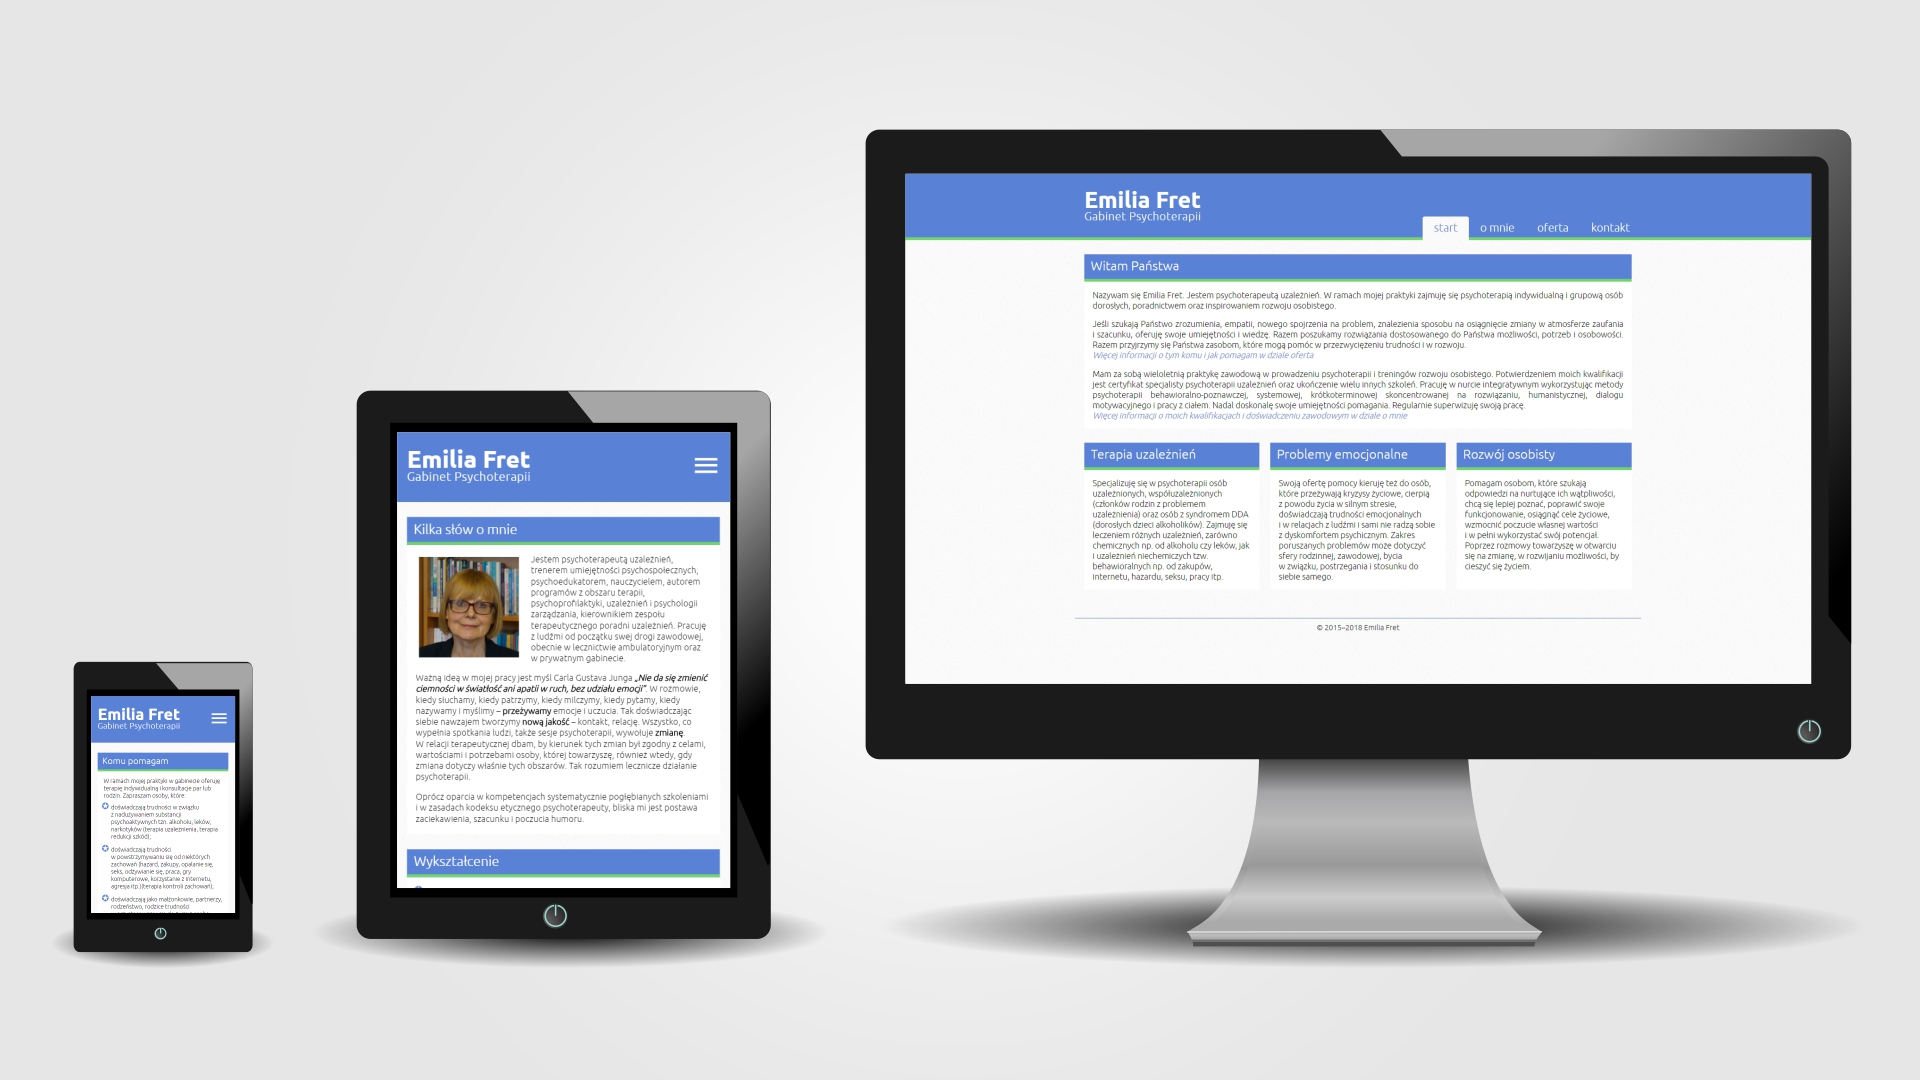 Emilia Fret
Gabinet Psychoterapii
Komu pomagam
W ramach mojej praktyki w gabinecie oferuję
terapię indywidualną i konsultacje par lub
rodzin. Zapraszam osoby, które:
doświadczają trudności w związku
z nadużywaniem substancji
psychoaktywnych tzn. alkoholu, leków,
narkotyków (terapia uzależnienia, terapia
redukcji szkód);
doświadczają trudności
w powstrzymywaniu się od niektórych
zachowań (hazard, zakupy, opalanie się,
seks, odżywianie się, praca, gry
komputerowe, korzystanie z Internetu,
agresja itp.)(terapia kontroli zachowań);
doświadczają jako małżonkowie, partnerzy,
rodzeństwo, rodzice trudności
Emilia Fret
Gabinet Psychoterapii
Kilka słów o mnie
Jestem psychoterapeutą uzależnień,
trenerem umiejętności psychospołecznych,
psychoedukatorem, nauczycielem, autorem
programów z obszaru terapii,
psychoprofilaktyki, uzależnień i psychologii
zarządzania, kierownikiem zespołu
terapeutycznego poradni uzależnień. Pracuję
z ludźmi od początku swej drogi zawodowej,
obecnie w lecznictwie ambulatoryjnym oraz
w prywatnym gabinecie.
Ważną ideą w mojej pracy jest myśl Carla Gustava Junga „Nie da się zmienić
ciemności w światłość ani apatii w ruch, bez udziału emocji”. W rozmowie,
kiedy słuchamy, kiedy patrzymy, kiedy milczymy, kiedy pytamy, kiedy
nazywamy i myślimy – przeżywamy emocje i uczucia. Tak doświadczając
siebie nawzajem tworzymy nową jakość – kontakt, relację. Wszystko, co
wypełnia spotkania ludzi, także sesje psychoterapii, wywołuje zmianę.
W relacji terapeutycznej dbam, by kierunek tych zmian był zgodny z celami,
wartościami i potrzebami osoby, której towarzyszę, również wtedy, gdy
zmiana dotyczy właśnie tych obszarów. Tak rozumiem lecznicze działanie
psychoterapii.
Oprócz oparcia w kompetencjach systematycznie pogłębianych szkoleniami
i w zasadach kodeksu etycznego psychoterapeuty, bliska mi jest postawa
zaciekawienia, szacunku i poczucia humoru.
Wykształcenie
Emilia Fret
Gabinet Psychoterapii
start o mnie oferta kontakt
Witam Państwa
Nazywam się Emilia Fret. Jestem psychoterapeutą uzależnień. W ramach mojej praktyki zajmuję się psychoterapią indywidualną i grupową osób
dorosłych, poradnictwem oraz inspirowaniem rozwoju osobistego.
Jeśli szukają Państwo zrozumienia, empatii, nowego spojrzenia na problem, znalezienia sposobu na osiągnięcie zmiany w atmosferze zaufania
i szacunku, oferuję swoje umiejętności i wiedzę. Razem poszukamy rozwiązania dostosowanego do Państwa możliwości, potrzeb i osobowości.
Razem przyjrzymy się Państwa zasobom, które mogą pomóc w przezwyciężeniu trudności i w rozwoju.
Więcej informacji o tym komu i jak pomagam w dziale oferta
Mam za sobą wieloletnią praktykę zawodową w prowadzeniu psychoterapii i treningów rozwoju osobistego. Potwierdzeniem moich kwalifikacji
jest certyfikat specjalisty psychoterapii uzależnień oraz ukończenie wielu innych szkoleń. Pracuję w nurcie integratywnym wykorzystując metody
psychoterapii behawioralno-poznawczej, systemowej, krótkoterminowej skoncentrowanej na rozwiązaniu, humanistycznej, dialogu
motywacyjnego i pracy z ciałem. Nadal doskonalę swoje umiejętności pomagania. Regularnie superwizuję swoją pracę.
Więcej informacji o moich kwalifikacjach i doświadczeniu zawodowym w dziale o mnie
Terapia uzależnień
Specjalizuję się w psychoterapii osób
uzależnionych, współuzależnionych
(członków rodzin z problemem
uzależnienia) oraz osób z syndromem DDA
(dorosłych dzieci alkoholików). Zajmuję się
leczeniem różnych uzależnień, zarówno
chemicznych np. od alkoholu czy leków, jak
i uzależnień niechemicznych tzw.
behawioralnych np. od zakupów,
internetu, hazardu, seksu, pracy itp.
Problemy emocjonalne
Swoją ofertę pomocy kieruję też do osób,
które przeżywają kryzysy życiowe, cierpią
z powodu życia w silnym stresie,
doświadczają trudności emocjonalnych
i w relacjach z ludźmi i sami nie radzą sobie
z dyskomfortem psychicznym. Zakres
poruszanych problemów może dotyczyć
sfery rodzinnej, zawodowej, bycia
w związku, postrzegania i stosunku do
siebie samego.
Rozwój osobisty
Pomagam osobom, które szukają
odpowiedzi na nurtujące ich wątpliwości,
chcą się lepiej poznać, poprawić swoje
funkcjonowanie, osiągnąć cele życiowe,
wzmocnić poczucie własnej wartości
i w pełni wykorzystać swój potencjał.
Poprzez rozmowy towarzyszę w otwarciu
się na zmianę, w rozwijaniu możliwości, by
cieszyć się życiem.
© 2015–2018 Emilia Fret